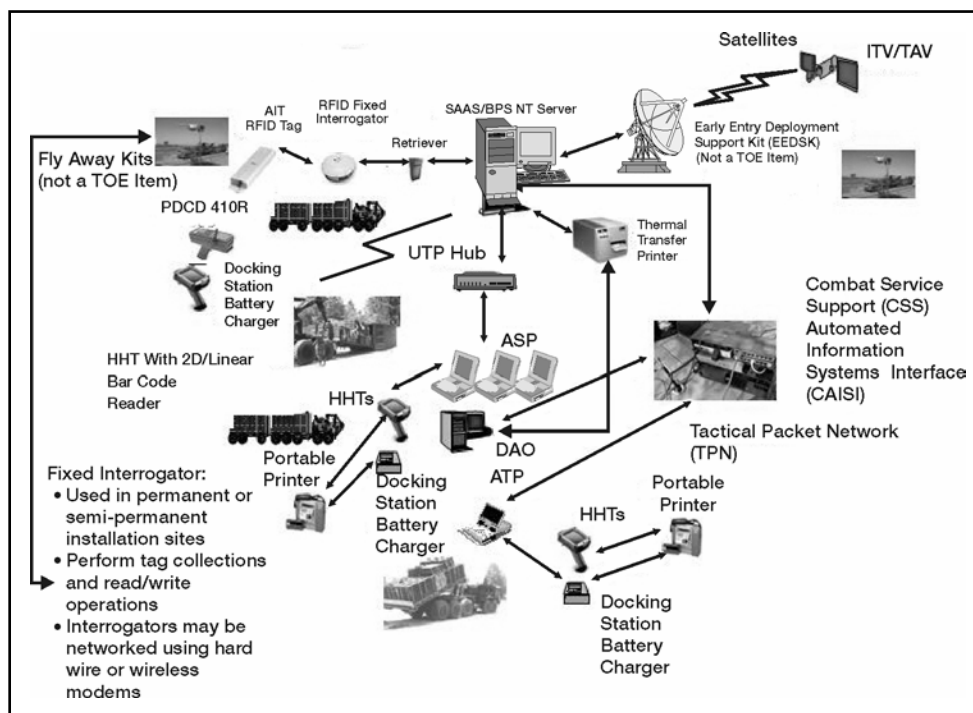 Satellites
ITV/TAV
SAAS/BPS NT Server
AIT
RFID Tag
RFID Fixed
Interrogator
Retriever
Early Entry Deployment
Support Kit (EEDSK)
(Not a TOE Item)
Fly Away Kits
(not a TOE Item)
PDCD 410R
Thermal
Transfer
Printer
UTP Hub
Docking
Station
Battery
Charger
Combat Service
Support (CSS)
Automated
Information
Systems Interface
(CAISI)
ASP
HHT With 2D/Linear
Bar Code
Reader
HHTs
DAO
Tactical Packet Network
(TPN)
Portable
Printer
Docking
Station
Battery
Charger
ATP
HHTs
Portable
Printer
Docking
Station
Battery
Charger
Fixed Interrogator:
• Used in permanent or
semi-permanent
installation sites
• Perform tag collections
and read/write
operations
• Interrogators may be
networked using hard
wire or wireless
modems